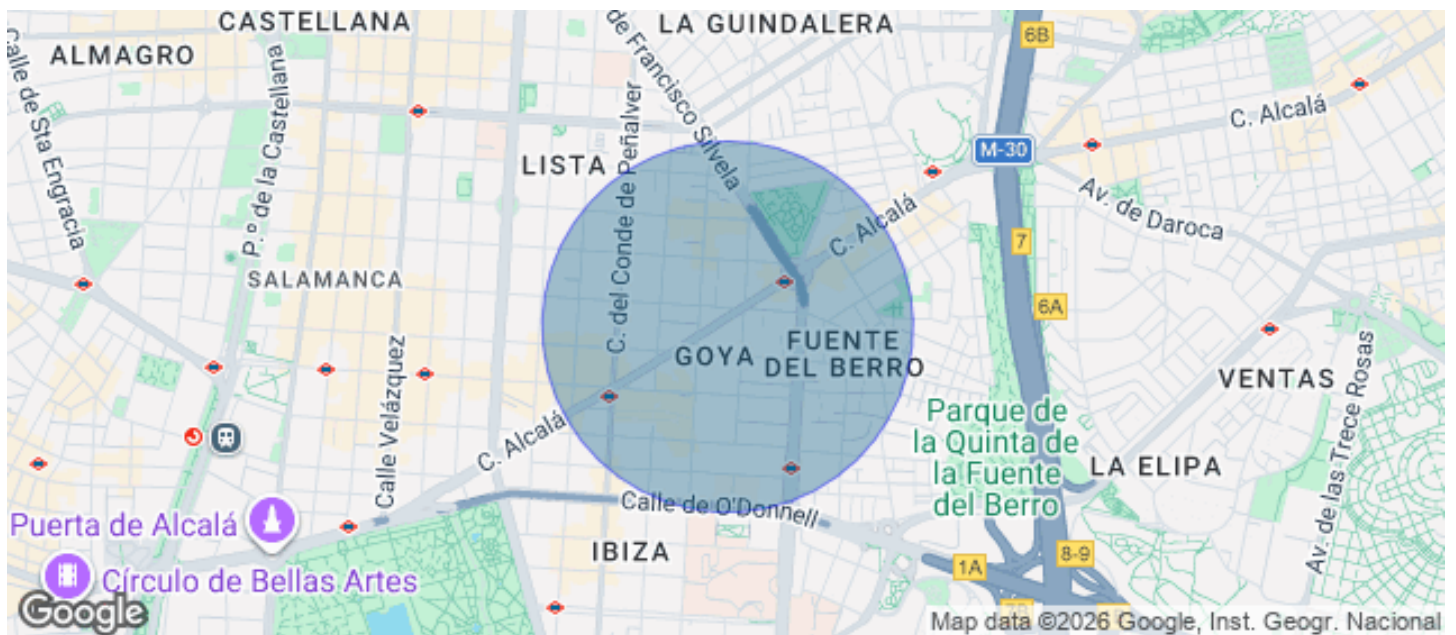 CASTELLANA
LA GUINDALERA
ALMAGRO
6B
Calle de Sta Engracia
P.º de la Castellana
de Francisco Silvela
C. del Conde de Peñalver
C. Alcalá
LISTA
M-30
Av. de Daroca
C. Alcalá
7
SALAMANCA
6A
Calle Velázquez
GOYA
FUENTE
DEL BERRO
VENTAS
Av. de las Trece Rosas
Parque de
la Quinta de
la Fuente
del Berro
C. Alcalá
LA ELIPA
Calle de O'Donnell
Puerta de Alcalá
IBIZA
8-9
1A
Círculo de Bellas Artes
Google
Map data ©2026 Google, Inst. Geogr. Nacional